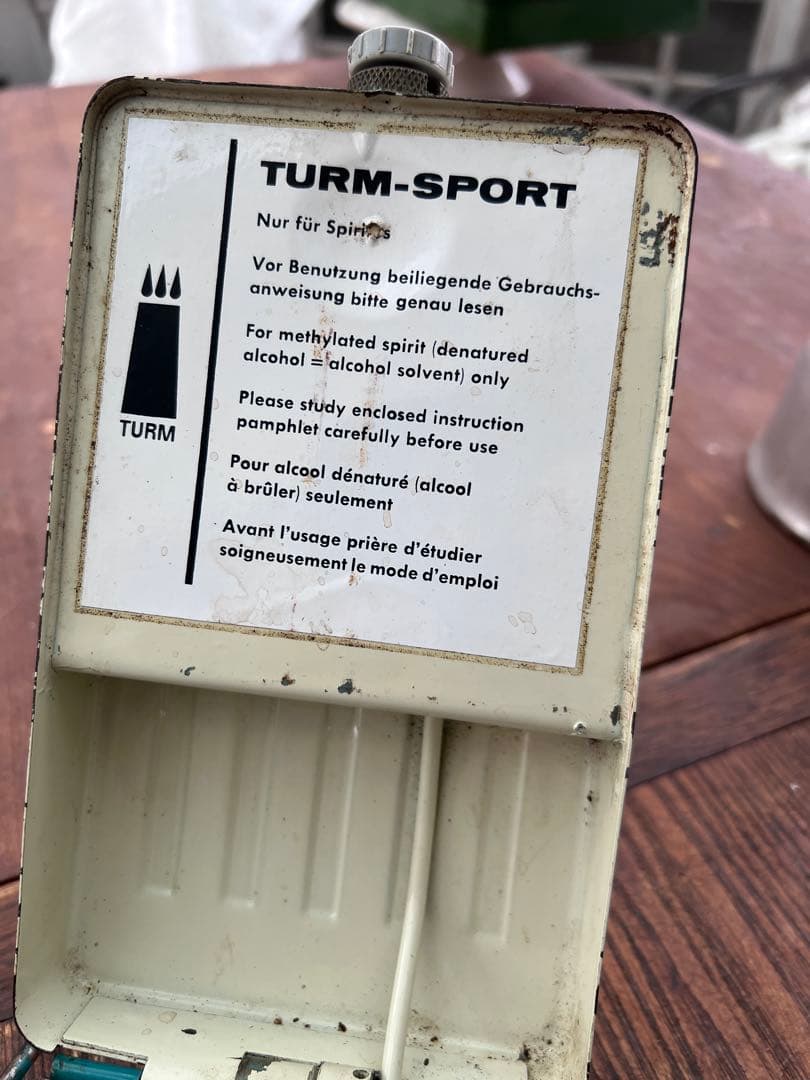 TURM-SPORT
Nur für
Vor Benutzung beiliegende Gebrauchs-
anweisung bitte genau lesen
For methylated spirit (denatured
alcohol = alcohol solvent) only
Please study enclosed instruction
pamphlet carefully before use
Pour alcool dénaturé (alcool
à brûler) seulement
Avant l'usage prière d'étudier
soigneusement le mode d'emploi
TURM